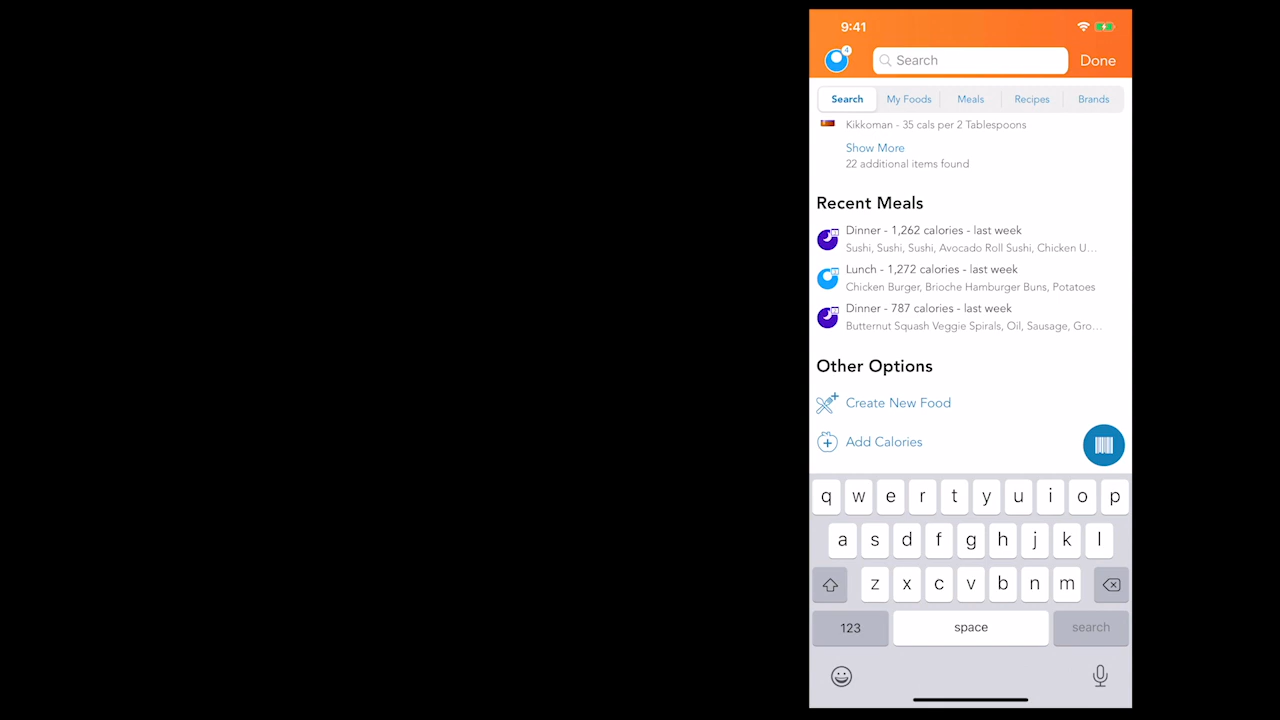 9:41
4
Search
Done
Search
My Foods
Meals
Recipes
Brands
Kikkoman - 35 cals per 2 Tablespoons
Show More
22 additional items found
Recent Meals
Dinner - 1,262 calories - last week
Sushi, Sushi, Sushi, Avocado Roll Sushi, Chicken U...
Lunch - 1,272 calories - last week
Chicken Burger, Brioche Hamburger Buns, Potatoes
Dinner - 787 calories - last week
Butternut Squash Veggie Spirals, Oil, Sausage, Gro...
Other Options
Create New Food
Add Calories
q w e r t y u i o p
a s d f g h j k l
z x c v b n m
123 space search